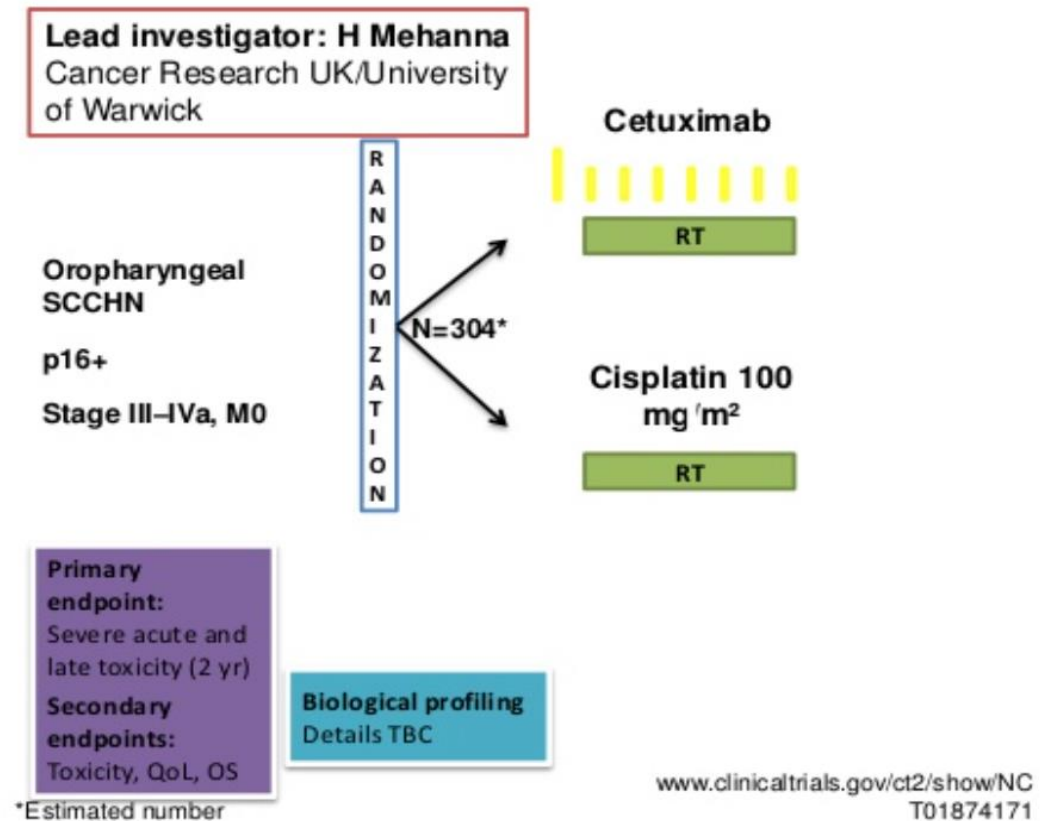 Lead investigator: H Mehanna
Cancer Research UK/University
of Warwick
Cetuximab
RT
RANDOMIZATION
Oropharyngeal
SCCHN
p16+
Stage III–IVa, M0
N=304*
Cisplatin 100
mg/m²
RT
Primary
endpoint:
Severe acute and
late toxicity (2 yr)
Secondary
endpoints:
Toxicity, QoL, OS
Biological profiling
Details TBC
*Estimated number
www.clinicaltrials.gov/ct2/show/NC
T01874171